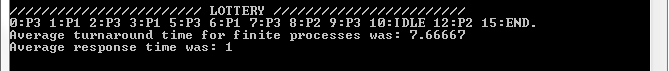 /////////////////////// LOTTERY ///////////////////////
0:P3 1:P1 2:P3 3:P1 5:P3 6:P1 7:P3 8:P2 9:P3 10:IDLE 12:P2 15:END.
Average turnaround time for finite processes was: 7.66667
Average response time was: 1